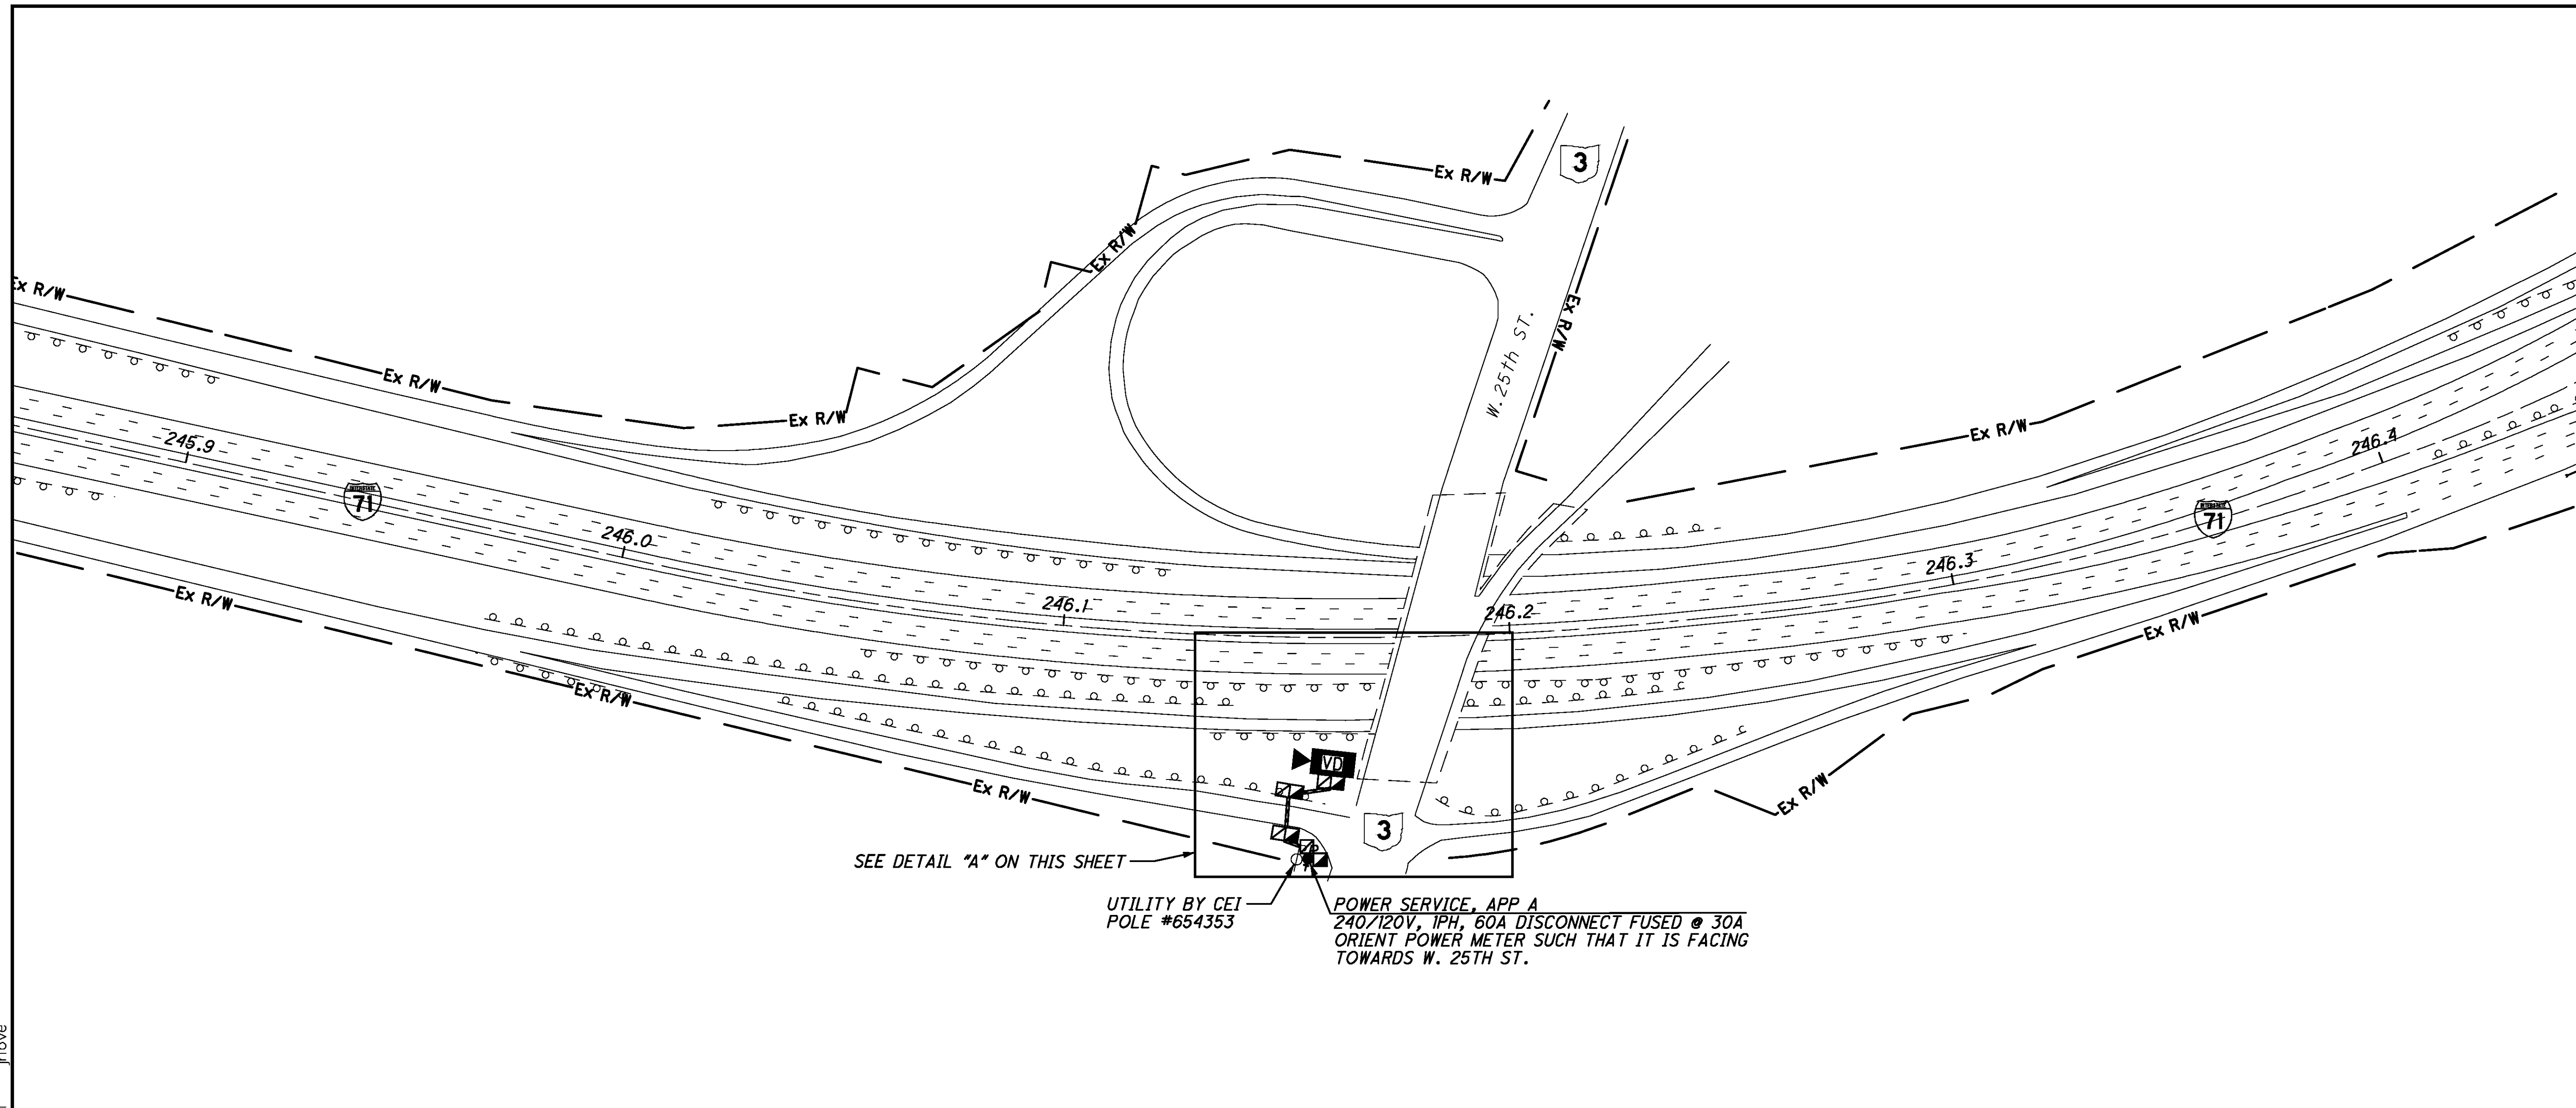 3
Ex R/W
Ex R/W
Ex R/W
Ex R/W
Ex R/W
Ex R/W
W. 25th ST.
Ex R/W
245.9
INTERSTATE
71
246.0
246.1
246.2
246.3
246.4
INTERSTATE
71
Ex R/W
Ex R/W
Ex R/W
Ex R/W
Ex R/W
VD
3
SEE DETAIL "A" ON THIS SHEET
UTILITY BY CEI
POLE #654353
POWER SERVICE, APP A
240/120V, 1PH, 60A DISCONNECT FUSED @ 30A
ORIENT POWER METER SUCH THAT IT IS FACING
TOWARDS W. 25TH ST.